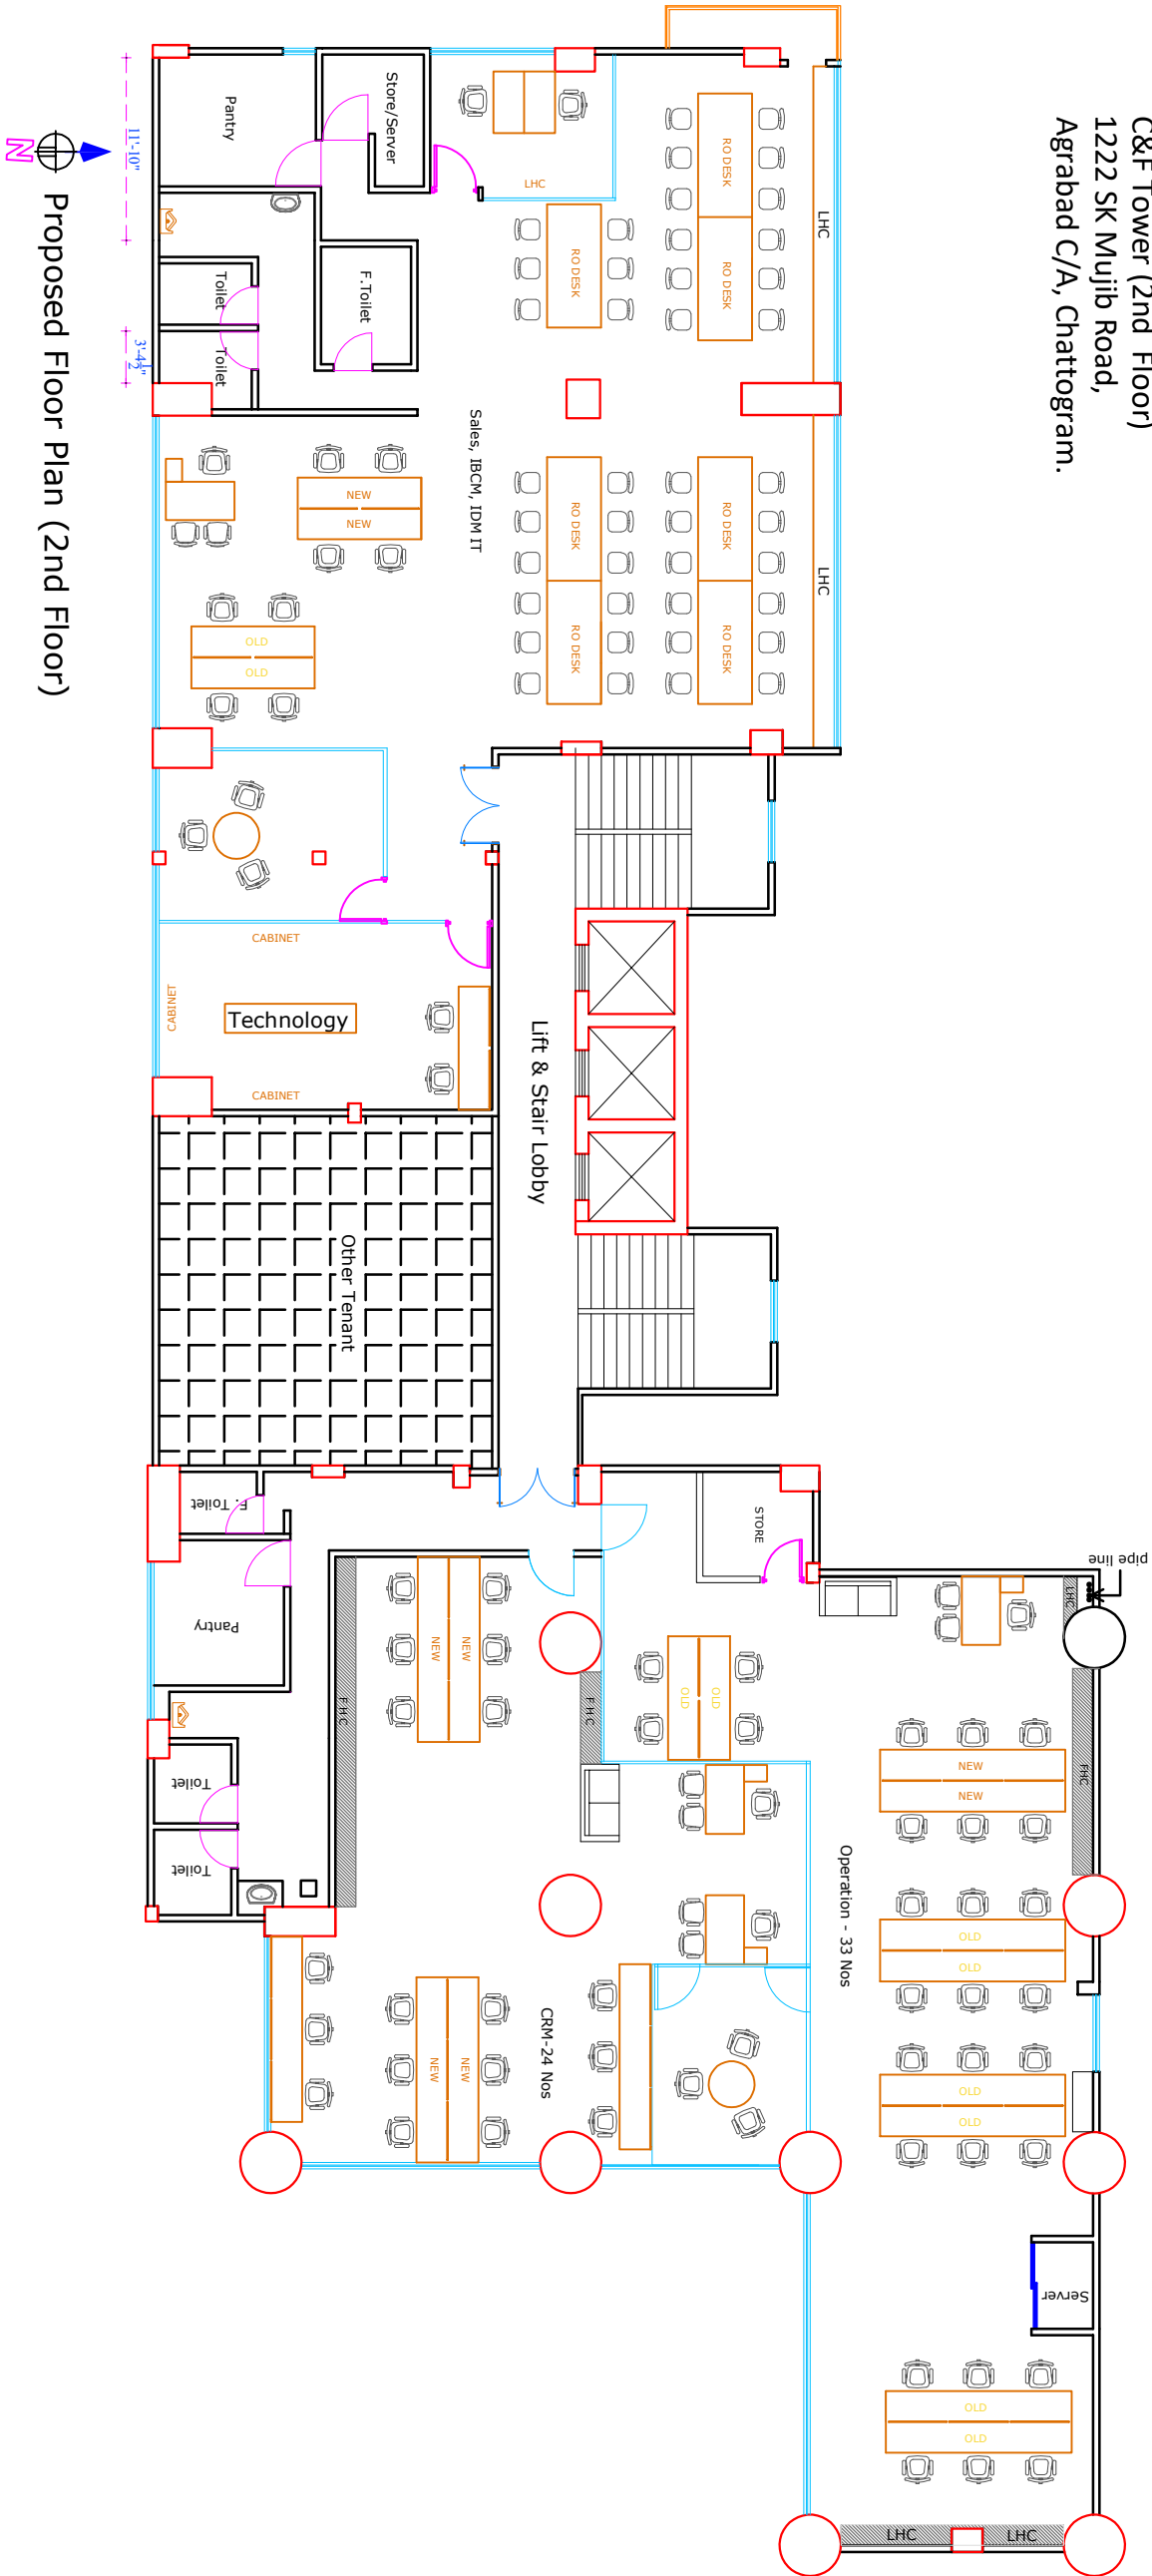 C&F Tower (2nd Floor)
1222 SK Mujib Road,
Agrabad C/A, Chattogram.
LHC
LHC
RO DESK
RO DESK
RO DESK
RO DESK
LHC
RO DESK
RO DESK
RO DESK
Store/Server
Pantry
F.Toilet
Toilet
Toilet
Sales, IBCM, IDM IT
NEW
NEW
OLD
OLD
11'-10"
3'-4½"
N
Proposed Floor Plan (2nd Floor)
CABINET
CABINET
Technology
CABINET
Lift & Stair Lobby
Other Tenant
F. Toilet
Pantry
Toilet
Toilet
STORE
pipe line
LHC
FHC
NEW
NEW
OLD
OLD
OLD
OLD
Operation - 33 Nos
OLD
OLD
F.H.C
F.H.C
NEW
NEW
CRM-24 Nos
NEW
NEW
Server
OLD
OLD
LHC
LHC